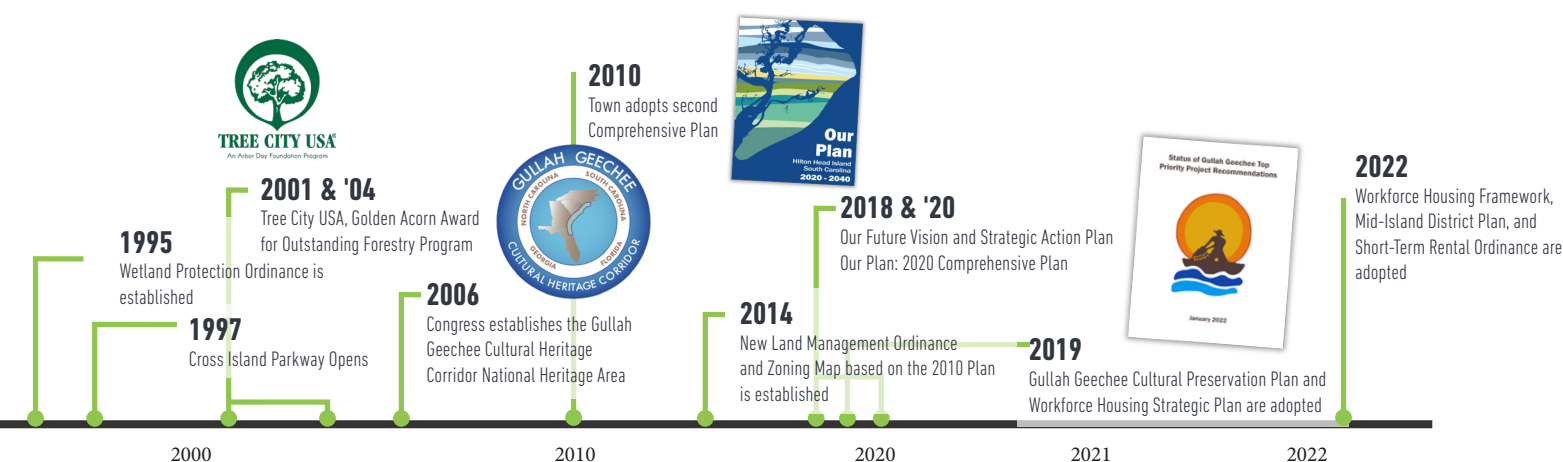 TREE CITY USA®
An Arbor Day Foundation Program
1995
Wetland Protection Ordinance is
established
1997
Cross Island Parkway Opens
2001 & '04
Tree City USA, Golden Acorn Award
for Outstanding Forestry Program
2006
Congress establishes the Gullah
Geechee Cultural Heritage
Corridor National Heritage Area
2010
Town adopts second
Comprehensive Plan
GULLAH GEECHEE
CULTURAL HERITAGE CORRIDOR
NORTH CAROLINA
SOUTH CAROLINA
GEORGIA
FLORIDA
2014
New Land Management Ordinance
and Zoning Map based on the 2010 Plan
is established
Our
Plan
Hilton Head Island
South Carolina
2020 - 2040
2018 & '20
Our Future Vision and Strategic Action Plan
Our Plan: 2020 Comprehensive Plan
2019
Gullah Geechee Cultural Preservation Plan and
Workforce Housing Strategic Plan are adopted
Status of Gullah Geechee Top
Priority Project Recommendations
January 2022
2022
Workforce Housing Framework,
Mid-Island District Plan, and
Short-Term Rental Ordinance are
adopted
2000
2010
2020
2021
2022